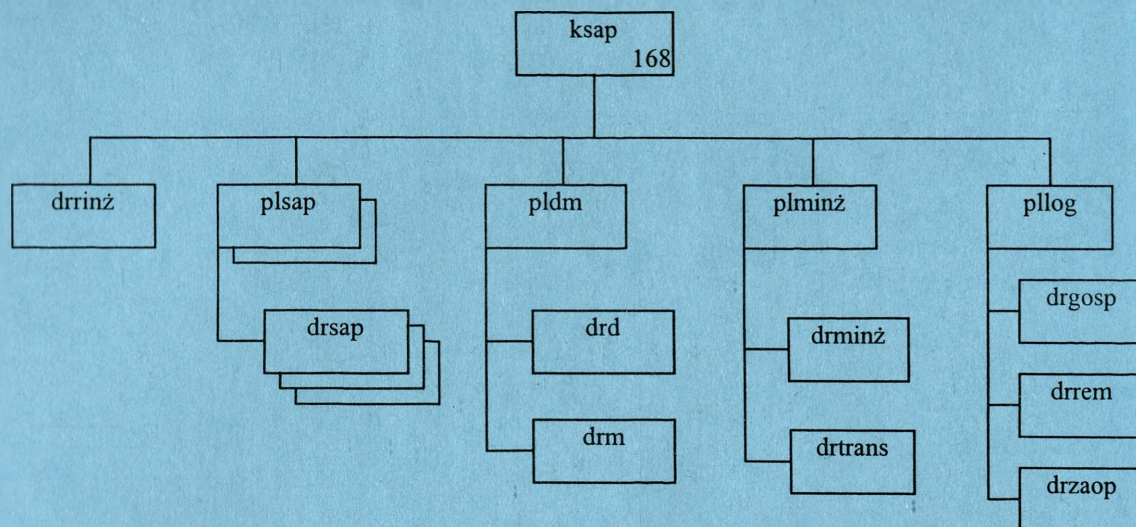 ksap
168
drrinż
plsap
pldm
plminż
pllog
drsap
drd
drminż
drgosp
drm
drtrans
drrem
drzaop